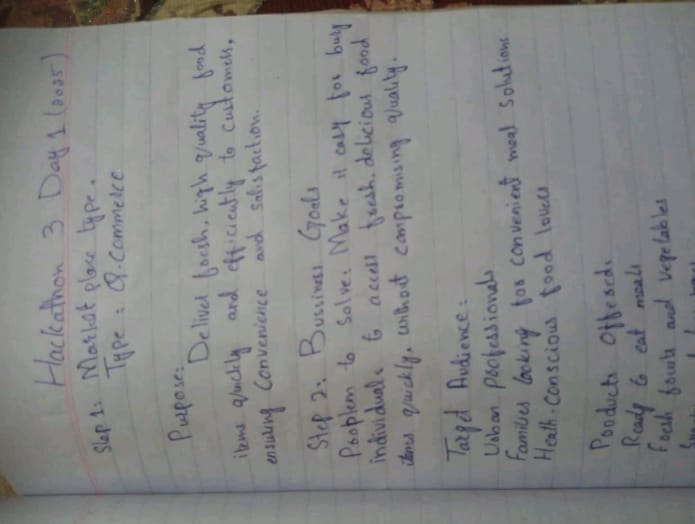 Hackathon 3 Day 1 (2025)
Step 1: Market place type.
Type: Q-Commerce
Purpose:
Deliver fresh, high quality food
items quickly and efficiently to customers,
ensuring convenience and satisfaction.
Step 2: Bussiness Goals
Problem to solve: Make it easy for busy
individuals to access fresh, delicious food
items quickly, without compromising quality.
Target Audience:
Urban professionals
Families looking for convenient meal solutions
Heath-conscious food lovers
Products Offered:
Ready to eat meals
Fresh fruits and vegetables